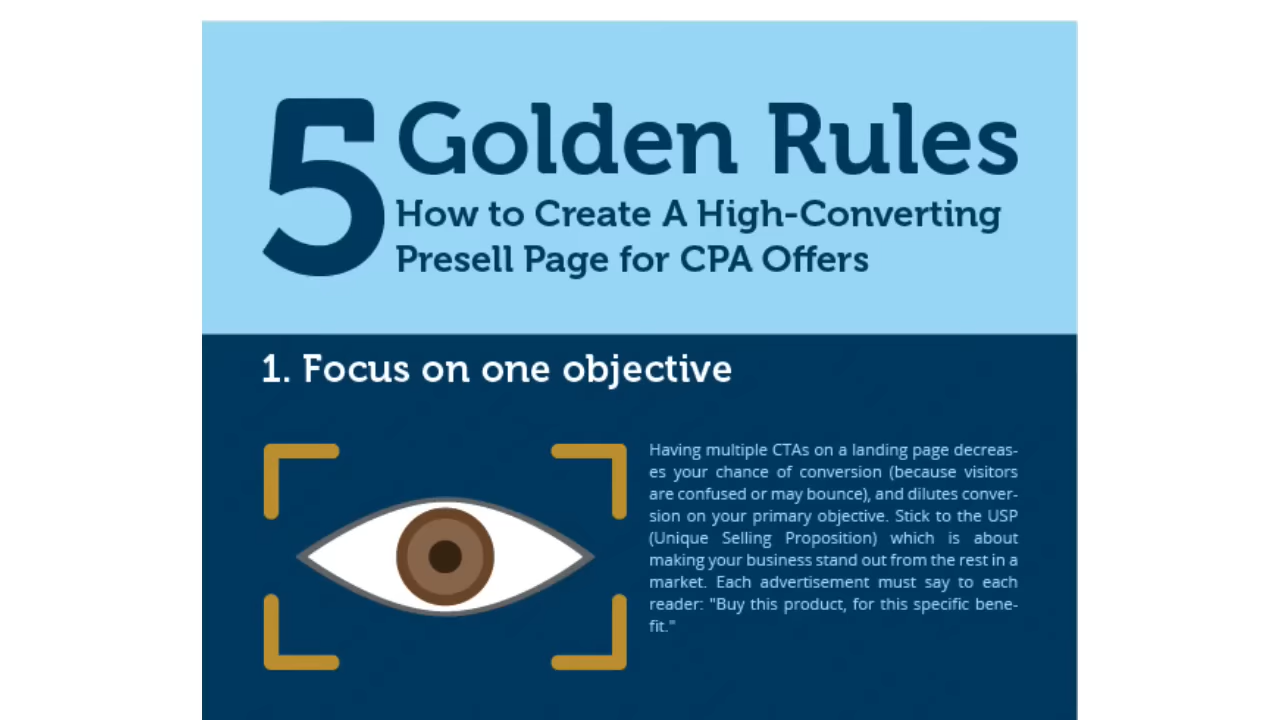 5 Golden Rules
How to Create A High-Converting
Presell Page for CPA Offers
1. Focus on one objective
Having multiple CTAs on a landing page decreas-
es your chance of conversion (because visitors
are confused or may bounce), and dilutes conver-
sion on your primary objective. Stick to the USP
(Unique Selling Proposition) which is about
making your business stand out from the rest in a
market. Each advertisement must say to each
reader: "Buy this product, for this specific bene-
fit."